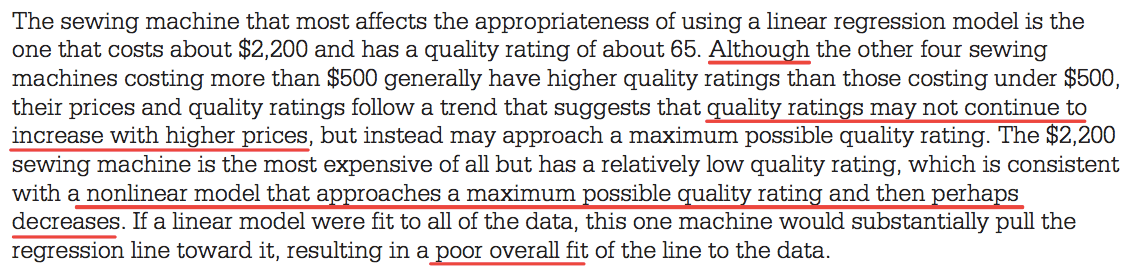 The sewing machine that most affects the appropriateness of using a linear regression model is the
one that costs about $2,200 and has a quality rating of about 65. Although the other four sewing
machines costing more than $500 generally have higher quality ratings than those costing under $500,
their prices and quality ratings follow a trend that suggests that quality ratings may not continue to
increase with higher prices, but instead may approach a maximum possible quality rating. The $2,200
sewing machine is the most expensive of all but has a relatively low quality rating, which is consistent
with a nonlinear model that approaches a maximum possible quality rating and then perhaps
decreases. If a linear model were fit to all of the data, this one machine would substantially pull the
regression line toward it, resulting in a poor overall fit of the line to the data.